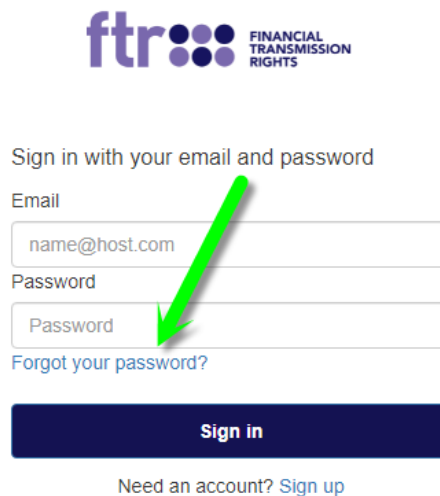 ftr
FINANCIAL
TRANSMISSION
RIGHTS
Sign in with your email and password
Email
name@host.com
Password
Password
Forgot your password?
Sign in
Need an account? Sign up